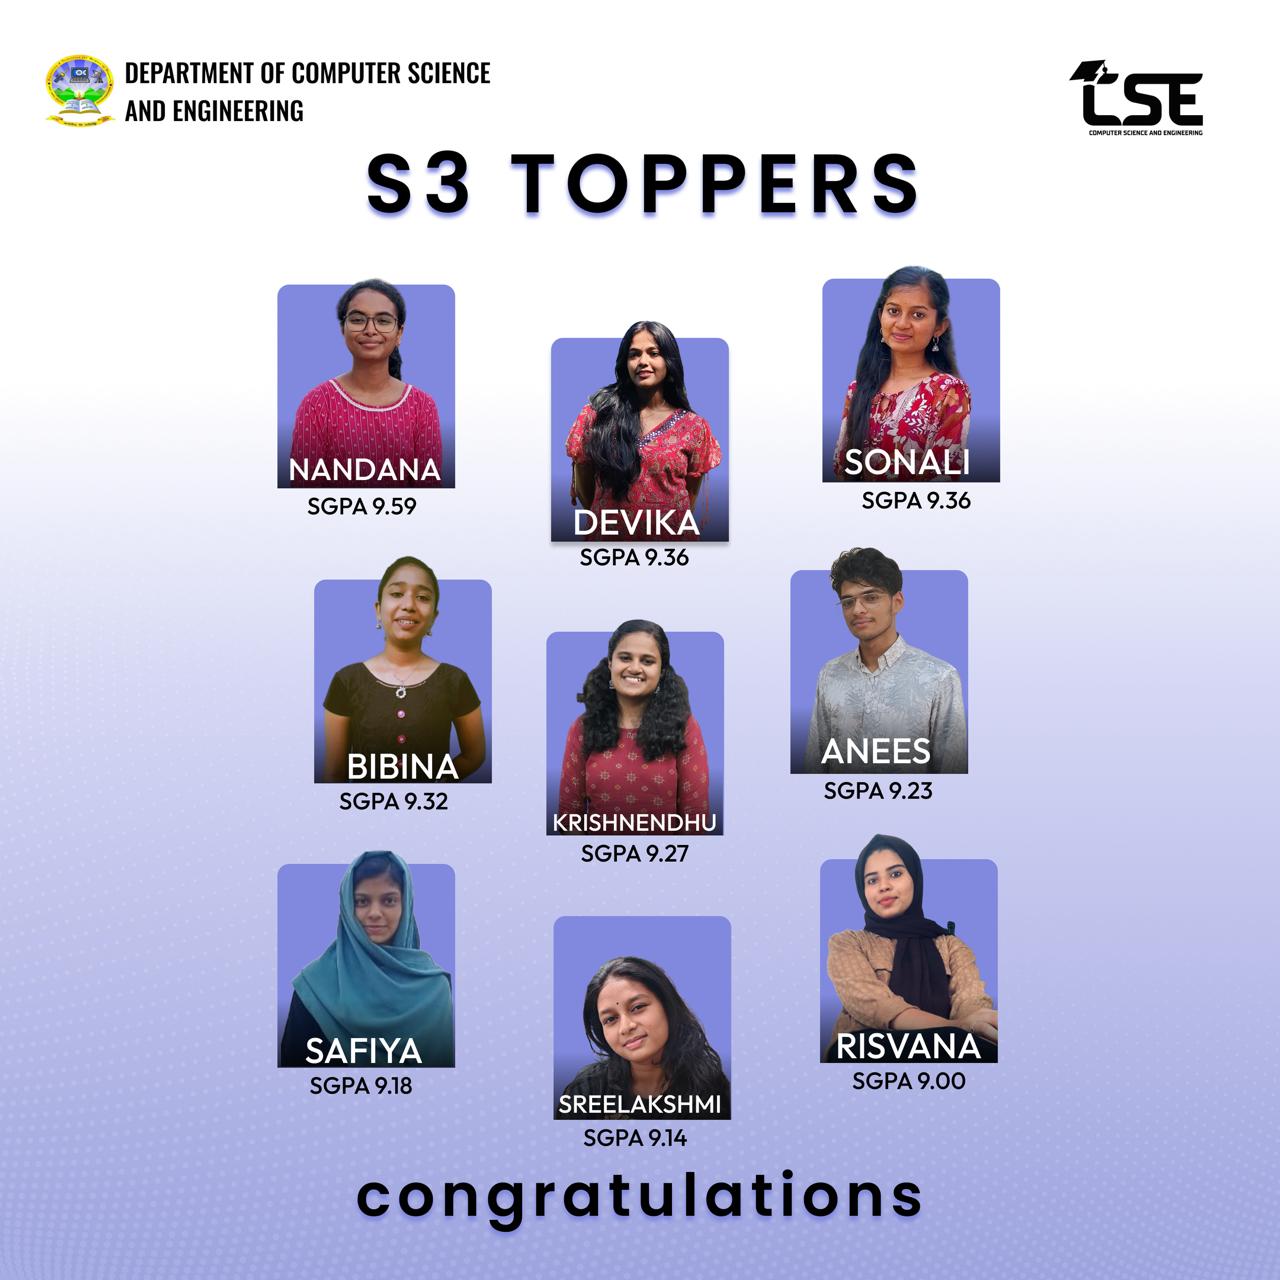 DEPARTMENT OF COMPUTER SCIENCE
AND ENGINEERING
CSE
COMPUTER SCIENCE AND ENGINEERING
S3 TOPPERS
NANDANA
SGPA 9.59
DEVIKA
SGPA 9.36
SONALI
SGPA 9.36
BIBINA
SGPA 9.32
KRISHNENDHU
SGPA 9.27
ANEES
SGPA 9.23
SAFIYA
SGPA 9.18
SREELAKSHMI
SGPA 9.14
RISVANA
SGPA 9.00
congratulations